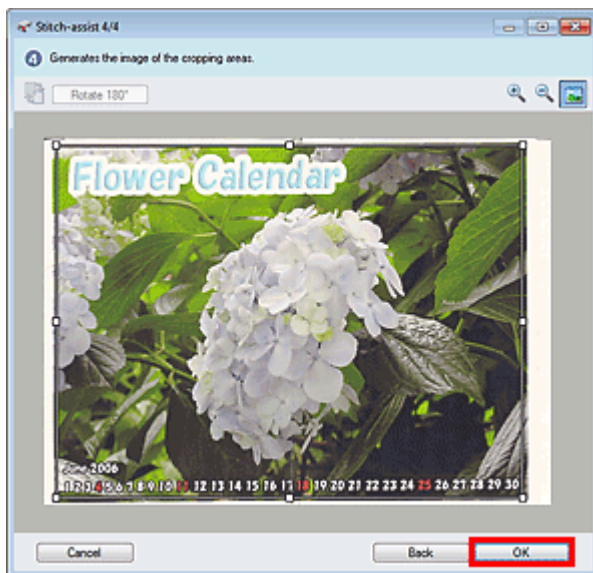 Stitch-assist 4/4
4 Generates the image of the cropping areas.
Rotate 180°
Flower Calendar
June 2006
1 2 3 4 5 6 7 8 9 10 11 12 13 14 15 16 17 18 19 20 21 22 23 24 25 26 27 28 29 30
Cancel Back OK